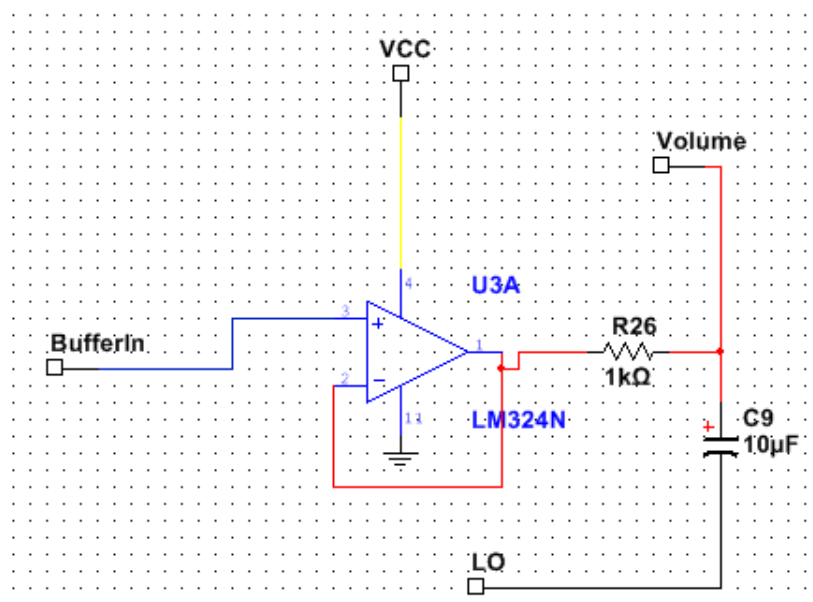 VCC
Volume
4
U3A
3
+
1
R26
BufferIn
2
−
1kΩ
11
LM324N
+
C9
10µF
LO